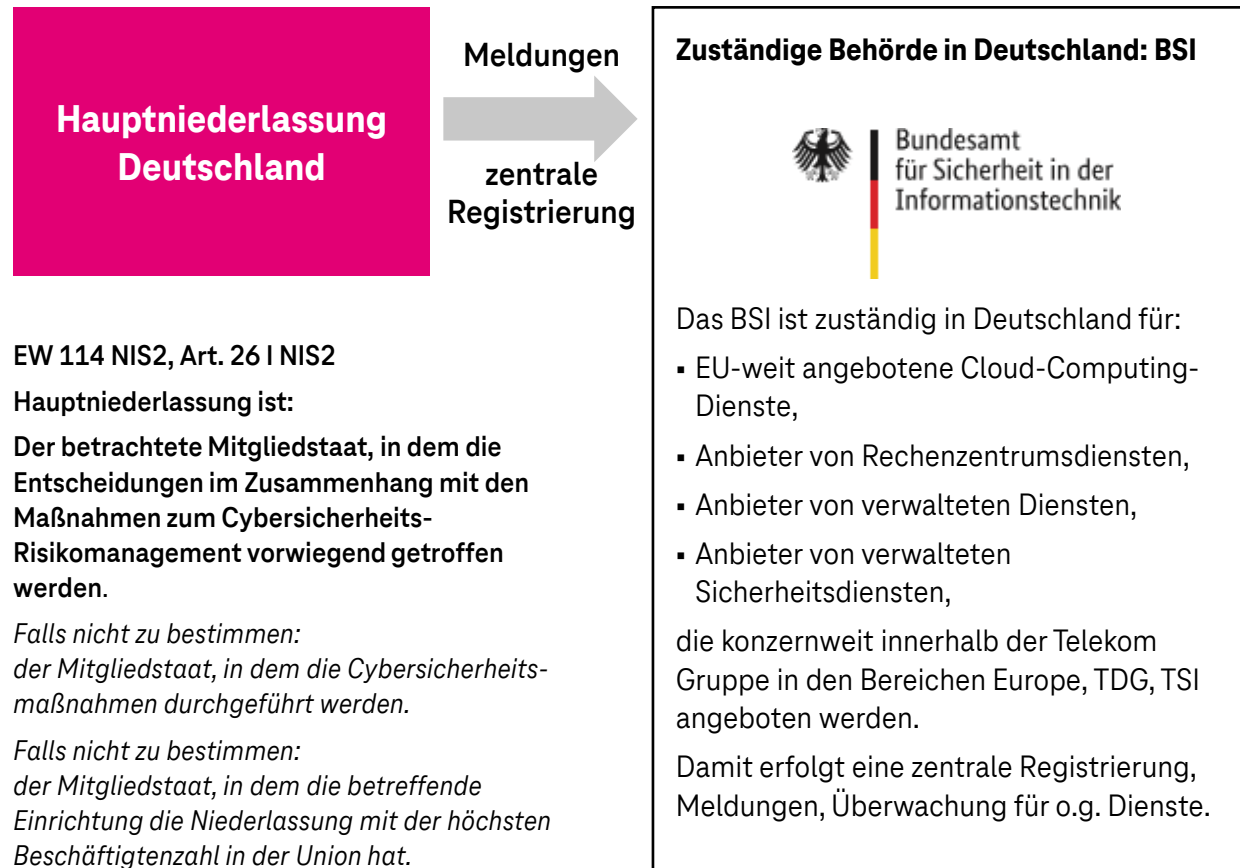 Hauptniederlassung
Deutschland
Meldungen
zentrale
Registrierung
EW 114 NIS2, Art. 26 I NIS2
Hauptniederlassung ist:
Der betrachtete Mitgliedstaat, in dem die
Entscheidungen im Zusammenhang mit den
Maßnahmen zum Cybersicherheits-
Risikomanagement vorwiegend getroffen
werden.
Falls nicht zu bestimmen:
der Mitgliedstaat, in dem die Cybersicherheits-
maßnahmen durchgeführt werden.
Falls nicht zu bestimmen:
der Mitgliedstaat, in dem die betreffende
Einrichtung die Niederlassung mit der höchsten
Beschäftigtenzahl in der Union hat.
Zuständige Behörde in Deutschland: BSI
Bundesamt
für Sicherheit in der
Informationstechnik
Das BSI ist zuständig in Deutschland für:
▪ EU-weit angebotene Cloud-Computing-
Dienste,
▪ Anbieter von Rechenzentrumsdiensten,
▪ Anbieter von verwalteten Diensten,
▪ Anbieter von verwalteten
Sicherheitsdiensten,
die konzernweit innerhalb der Telekom
Gruppe in den Bereichen Europe, TDG, TSI
angeboten werden.
Damit erfolgt eine zentrale Registrierung,
Meldungen, Überwachung für o.g. Dienste.